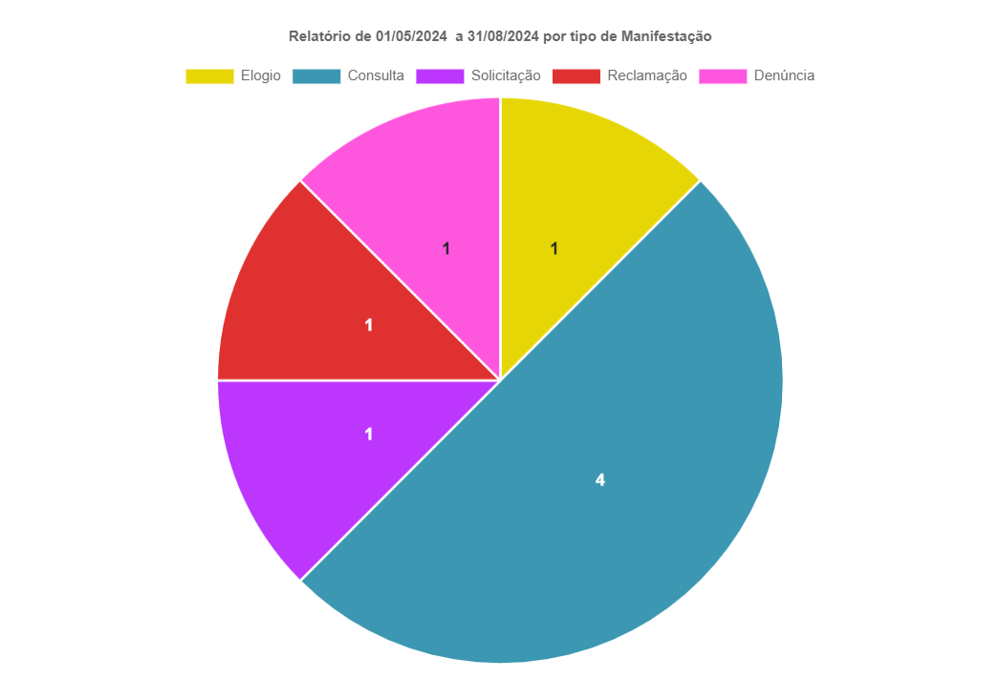 Relatório de 01/05/2024  a 31/08/2024 por tipo de Manifestação
Elogio Consulta Solicitação Reclamação Denúncia
1 1
1
1
4